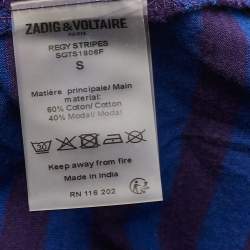 ZADIG & VOLTAIRE
PARIS
REGY STRIPES
SGTS1806F
S
Matière principale/ Main
material:
60% Coton/ Cotton
40% Modal/ Modal
Keep away from fire
Made in India
RN 116 202